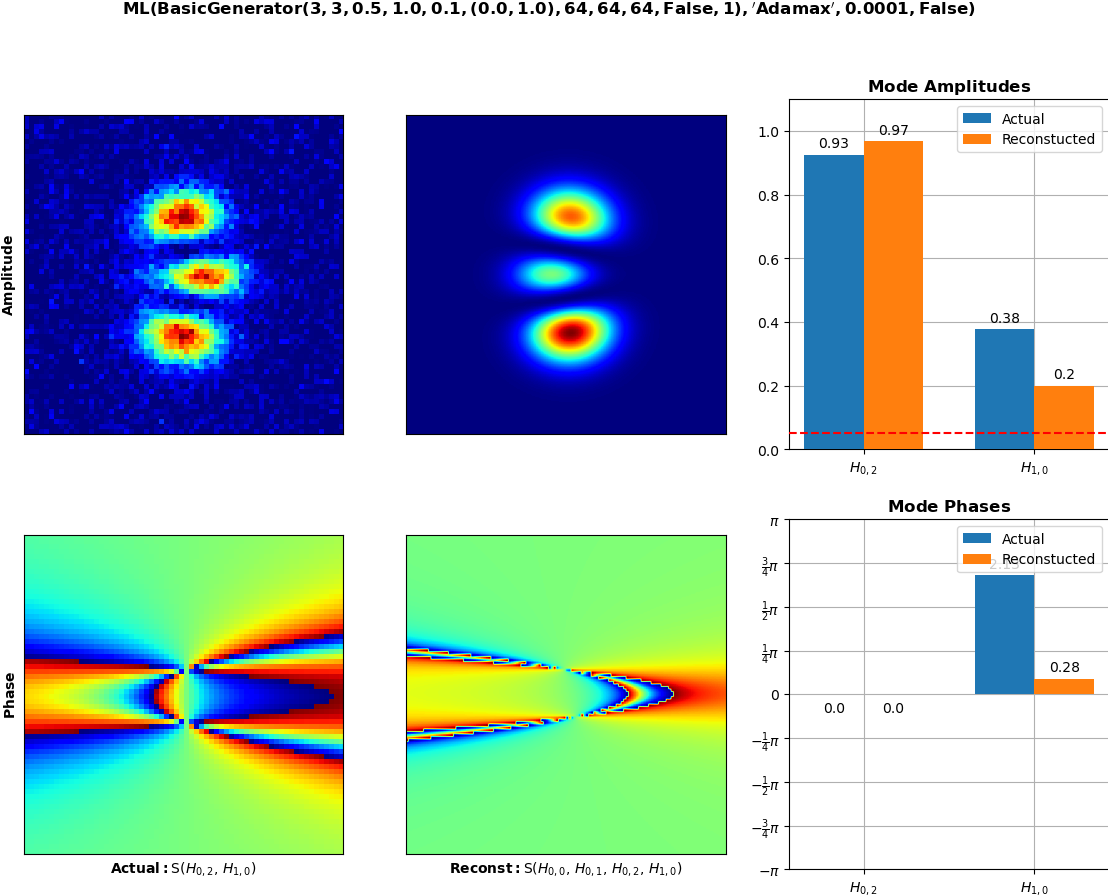 ML(BasicGenerator(3, 3, 0.5, 1.0, 0.1, (0.0, 1.0), 64, 64, 64, False, 1), ′Adamax′, 0.0001, False)
Mode Amplitudes
Actual
Reconstucted
0.93
0.97
0.38
0.2
1.0
0.8
0.6
0.4
0.2
0.0
H0,2
H1,0
Amplitude
Mode Phases
Actual
Reconstucted
2.13
0.28
0.0
0.0
π
3/4π
1/2π
1/4π
0
−1/4π
−1/2π
−3/4π
−π
H0,2
H1,0
Phase
Actual: S(H0,2, H1,0)
Reconst: S(H0,0, H0,1, H0,2, H1,0)